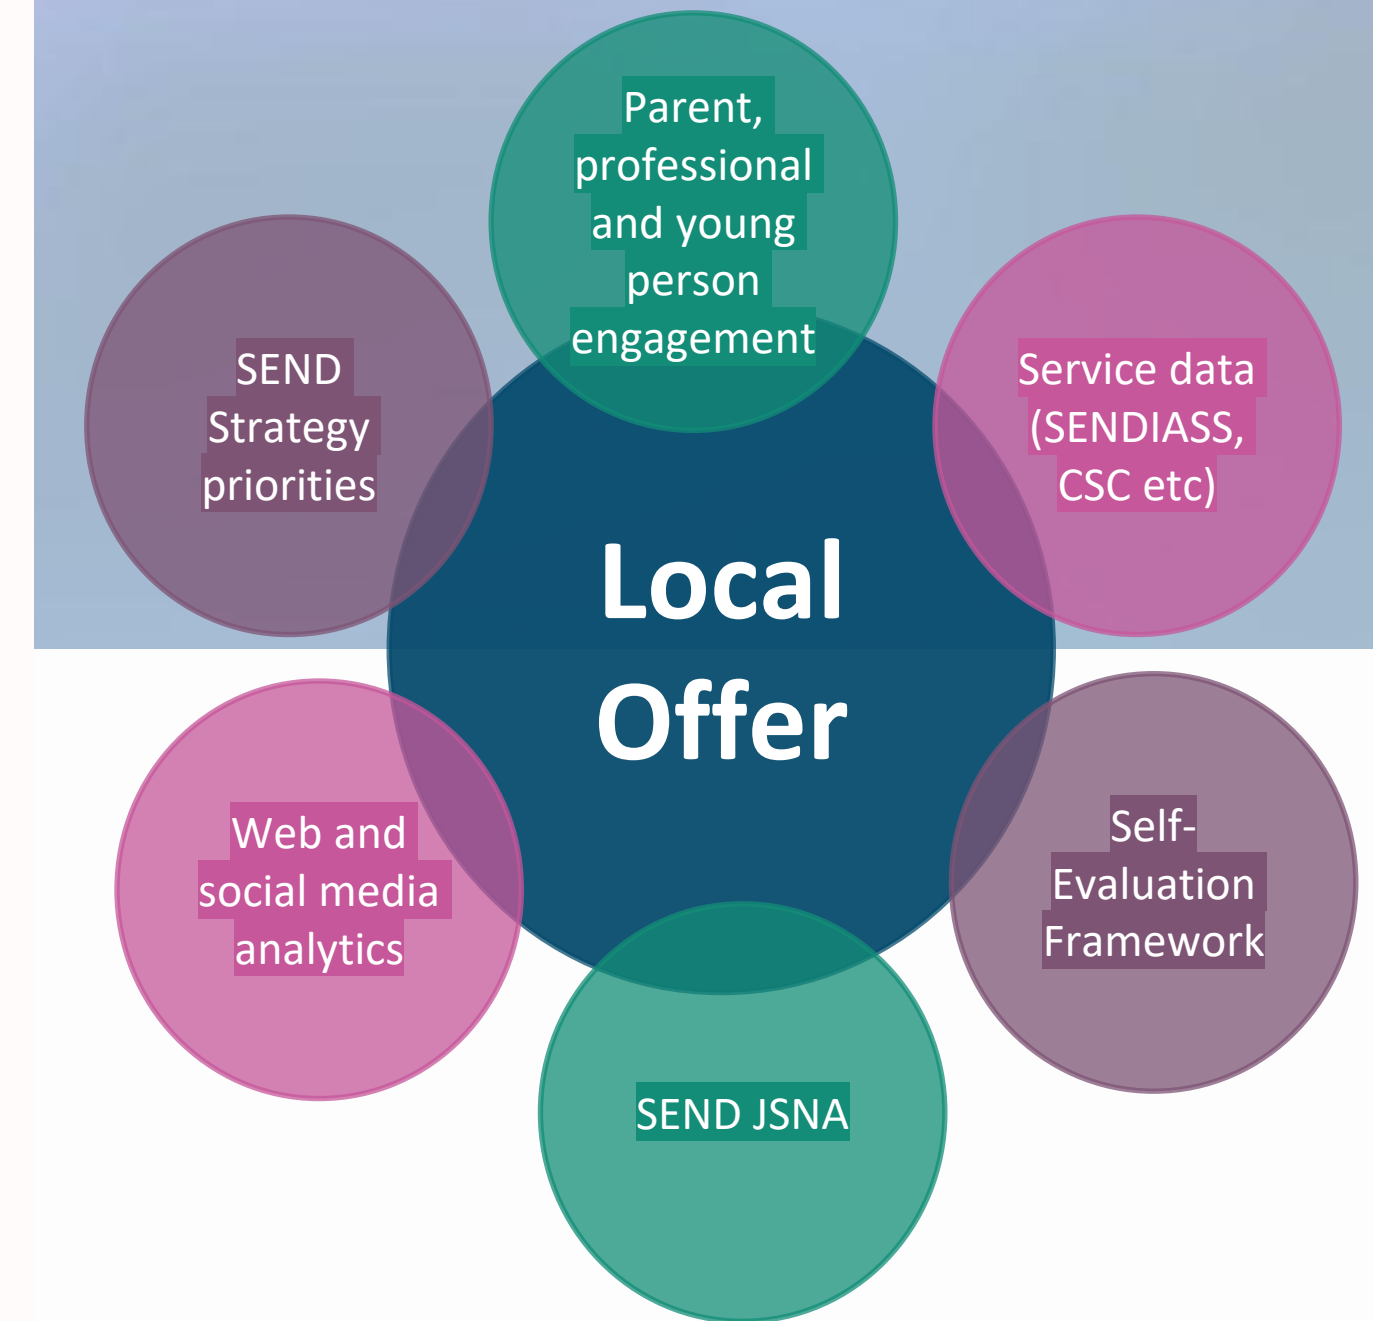 Parent,
professional
and young
person
engagement
SEND
Strategy
priorities
Service data
(SENDIASS,
CSC etc)
Local
Offer
Web and
social media
analytics
Self-
Evaluation
Framework
SEND JSNA